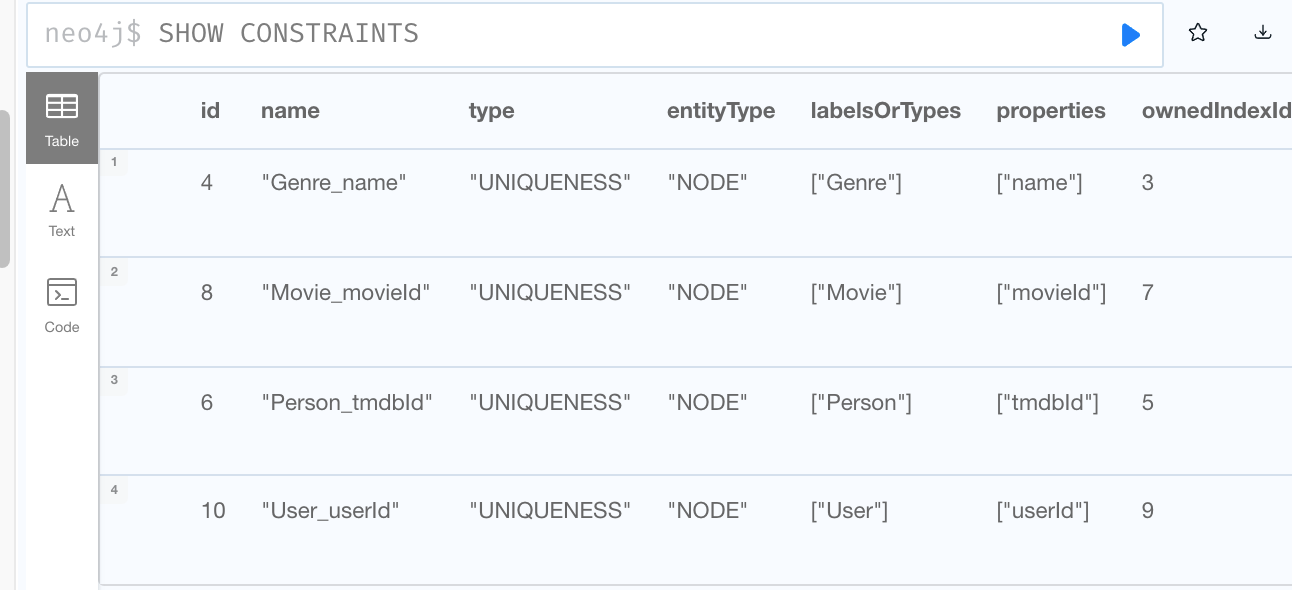 neo4j$ SHOW CONSTRAINTS
Table
Text
Code
id name type entityType labelsOrTypes properties ownedIndexId
1
4 "Genre_name" "UNIQUENESS" "NODE" ["Genre"] ["name"] 3
2
8 "Movie_movieId" "UNIQUENESS" "NODE" ["Movie"] ["movieId"] 7
3
6 "Person_tmdbId" "UNIQUENESS" "NODE" ["Person"] ["tmdbId"] 5
4
10 "User_userId" "UNIQUENESS" "NODE" ["User"] ["userId"] 9